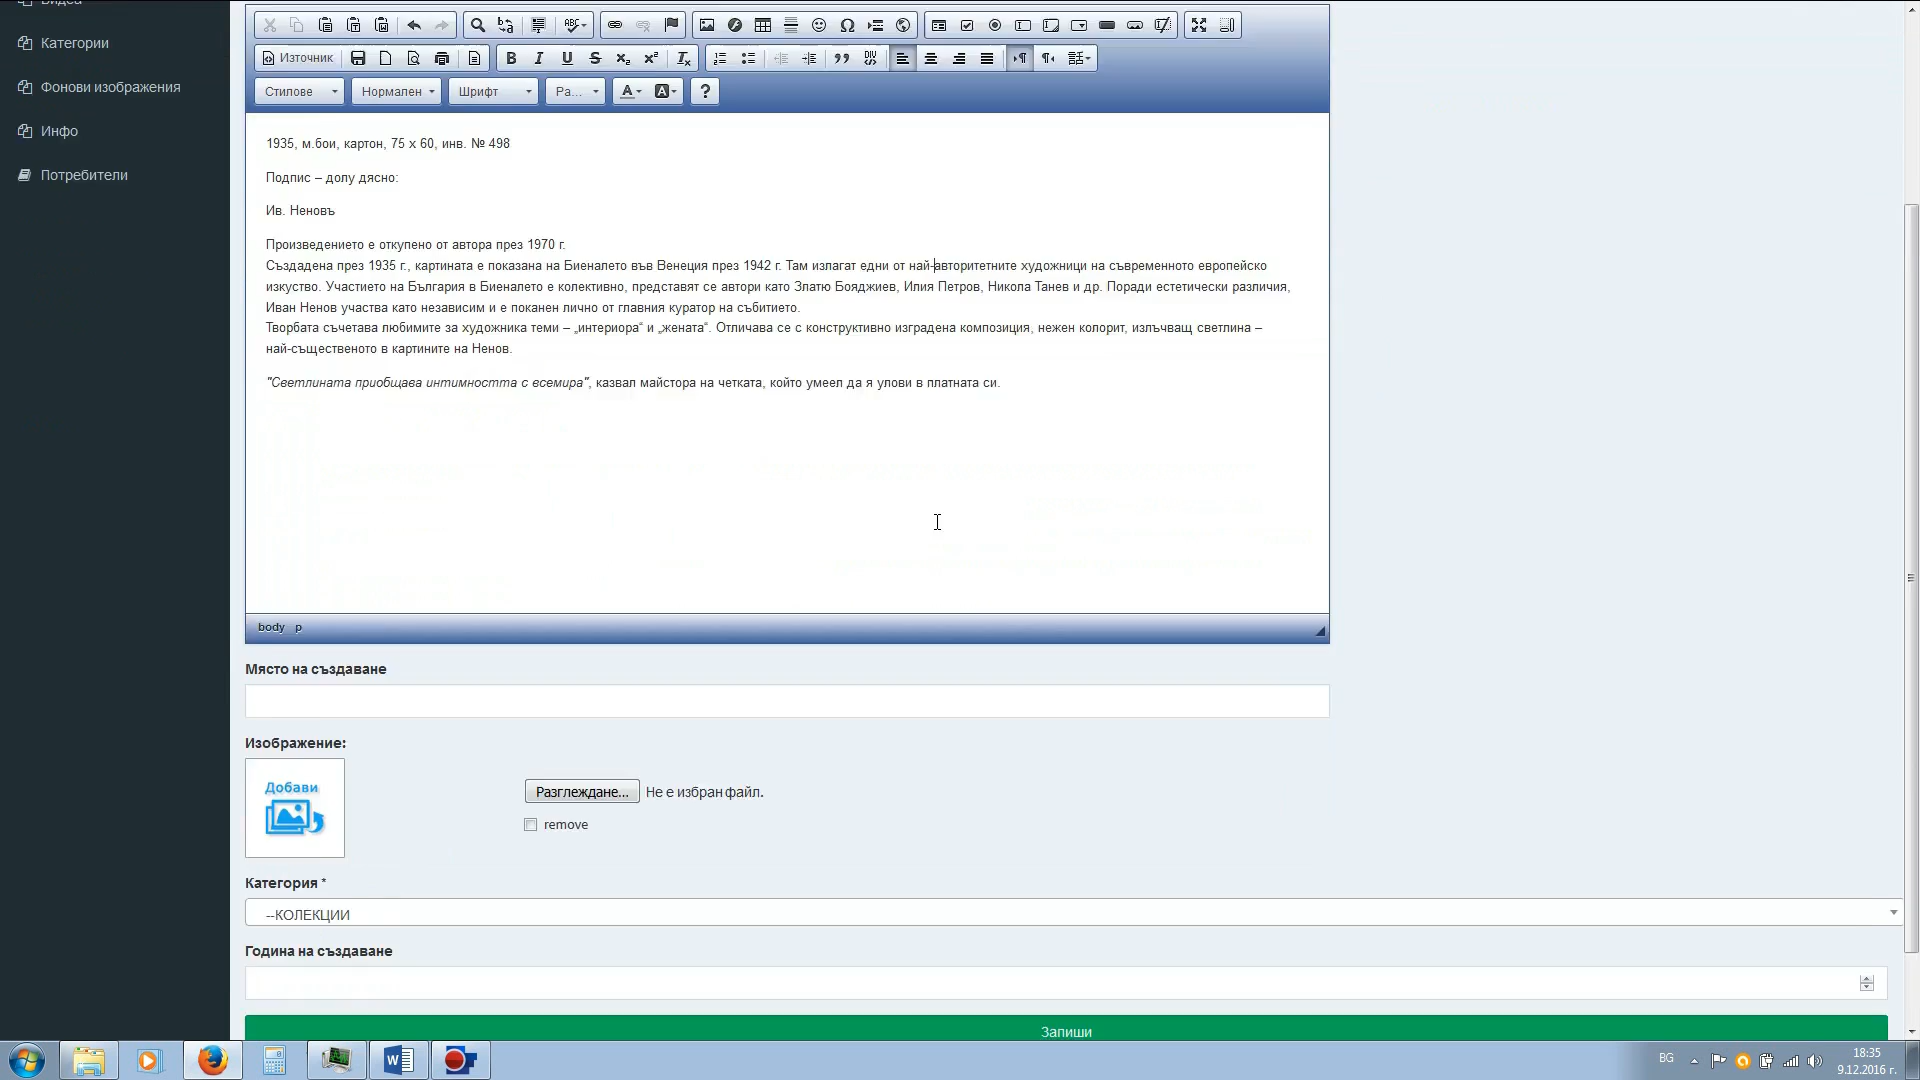 Категории
Фонови изображения
Инфо
Потребители
Източник
B I U S x₂ x² Tx
Стилове Нормален Шрифт Ра... A A ?
1935, м.бои, картон, 75 x 60, инв. № 498
Подпис – долу дясно:
Ив. Неновъ
Произведението е откупено от автора през 1970 г.
Създадена през 1935 г., картината е показана на Биеналето във Венеция през 1942 г. Там излагат едни от най-авторитетните художници на съвременното европейско
изкуство. Участието на България в Биеналето е колективно, представят се автори като Златю Бояджиев, Илия Петров, Никола Танев и др. Поради естетически различия,
Иван Ненов участва като независим и е поканен лично от главния куратор на събитието.
Творбата съчетава любимите за художника теми – „интериора“ и „жената“. Отличава се с конструктивно изградена композиция, нежен колорит, излъчващ светлина –
най-същественото в картините на Ненов.
"Светлината приобщава интимността с всемира", казвал майстора на четката, който умеел да я улови в платната си.
body p
Място на създаване
Изображение:
Добави
Разглеждане... Не е избран файл.
remove
Категория *
--КОЛЕКЦИИ
Година на създаване
Запиши
BG
18:35
9.12.2016 г.